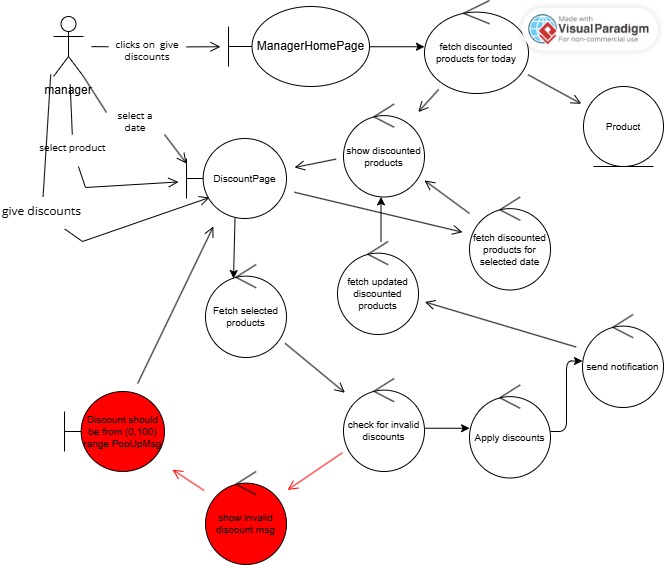 Made with
VisualParadigm
For non-commercial use
clicks on give
discounts
ManagerHomePage
fetch discounted
products for today
manager
select a
date
Product
select product
show discounted
products
DiscountPage
give discounts
fetch discounted
products for
selected date
fetch updated
discounted
products
Fetch selected
products
send notification
Discount should
be from (0,100)
range PopUpMsg
check for invalid
discounts
Apply discounts
show invalid
discount msg